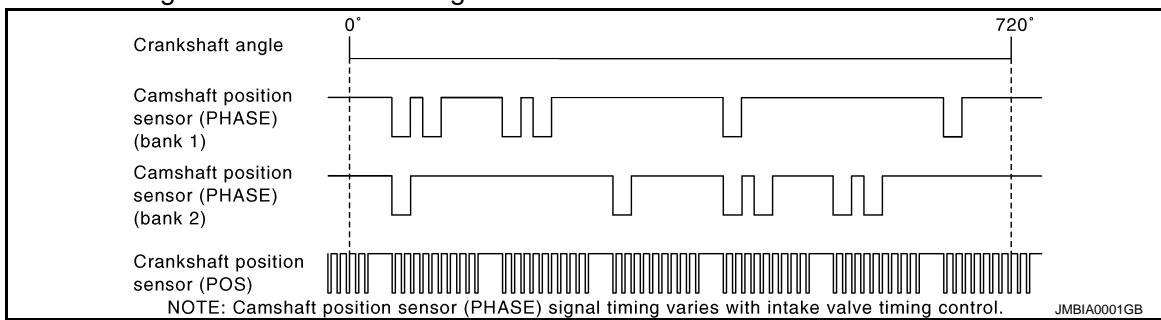 0˚ 720˚
Crankshaft angle
Camshaft position
sensor (PHASE)
(bank 1)
Camshaft position
sensor (PHASE)
(bank 2)
Crankshaft position
sensor (POS)
NOTE: Camshaft position sensor (PHASE) signal timing varies with intake valve timing control.
JMBIA0001GB